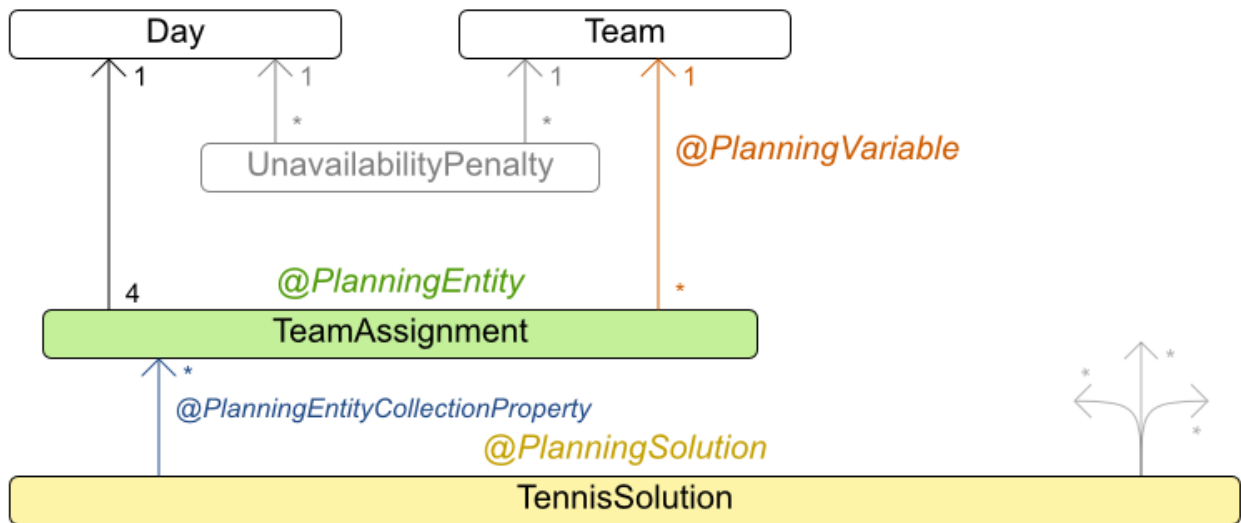 Day
Team
1
1
1
1
*
*
@PlanningVariable
UnavailabilityPenalty
@PlanningEntity
4
*
TeamAssignment
*
*
*
@PlanningEntityCollectionProperty
*
@PlanningSolution
TennisSolution